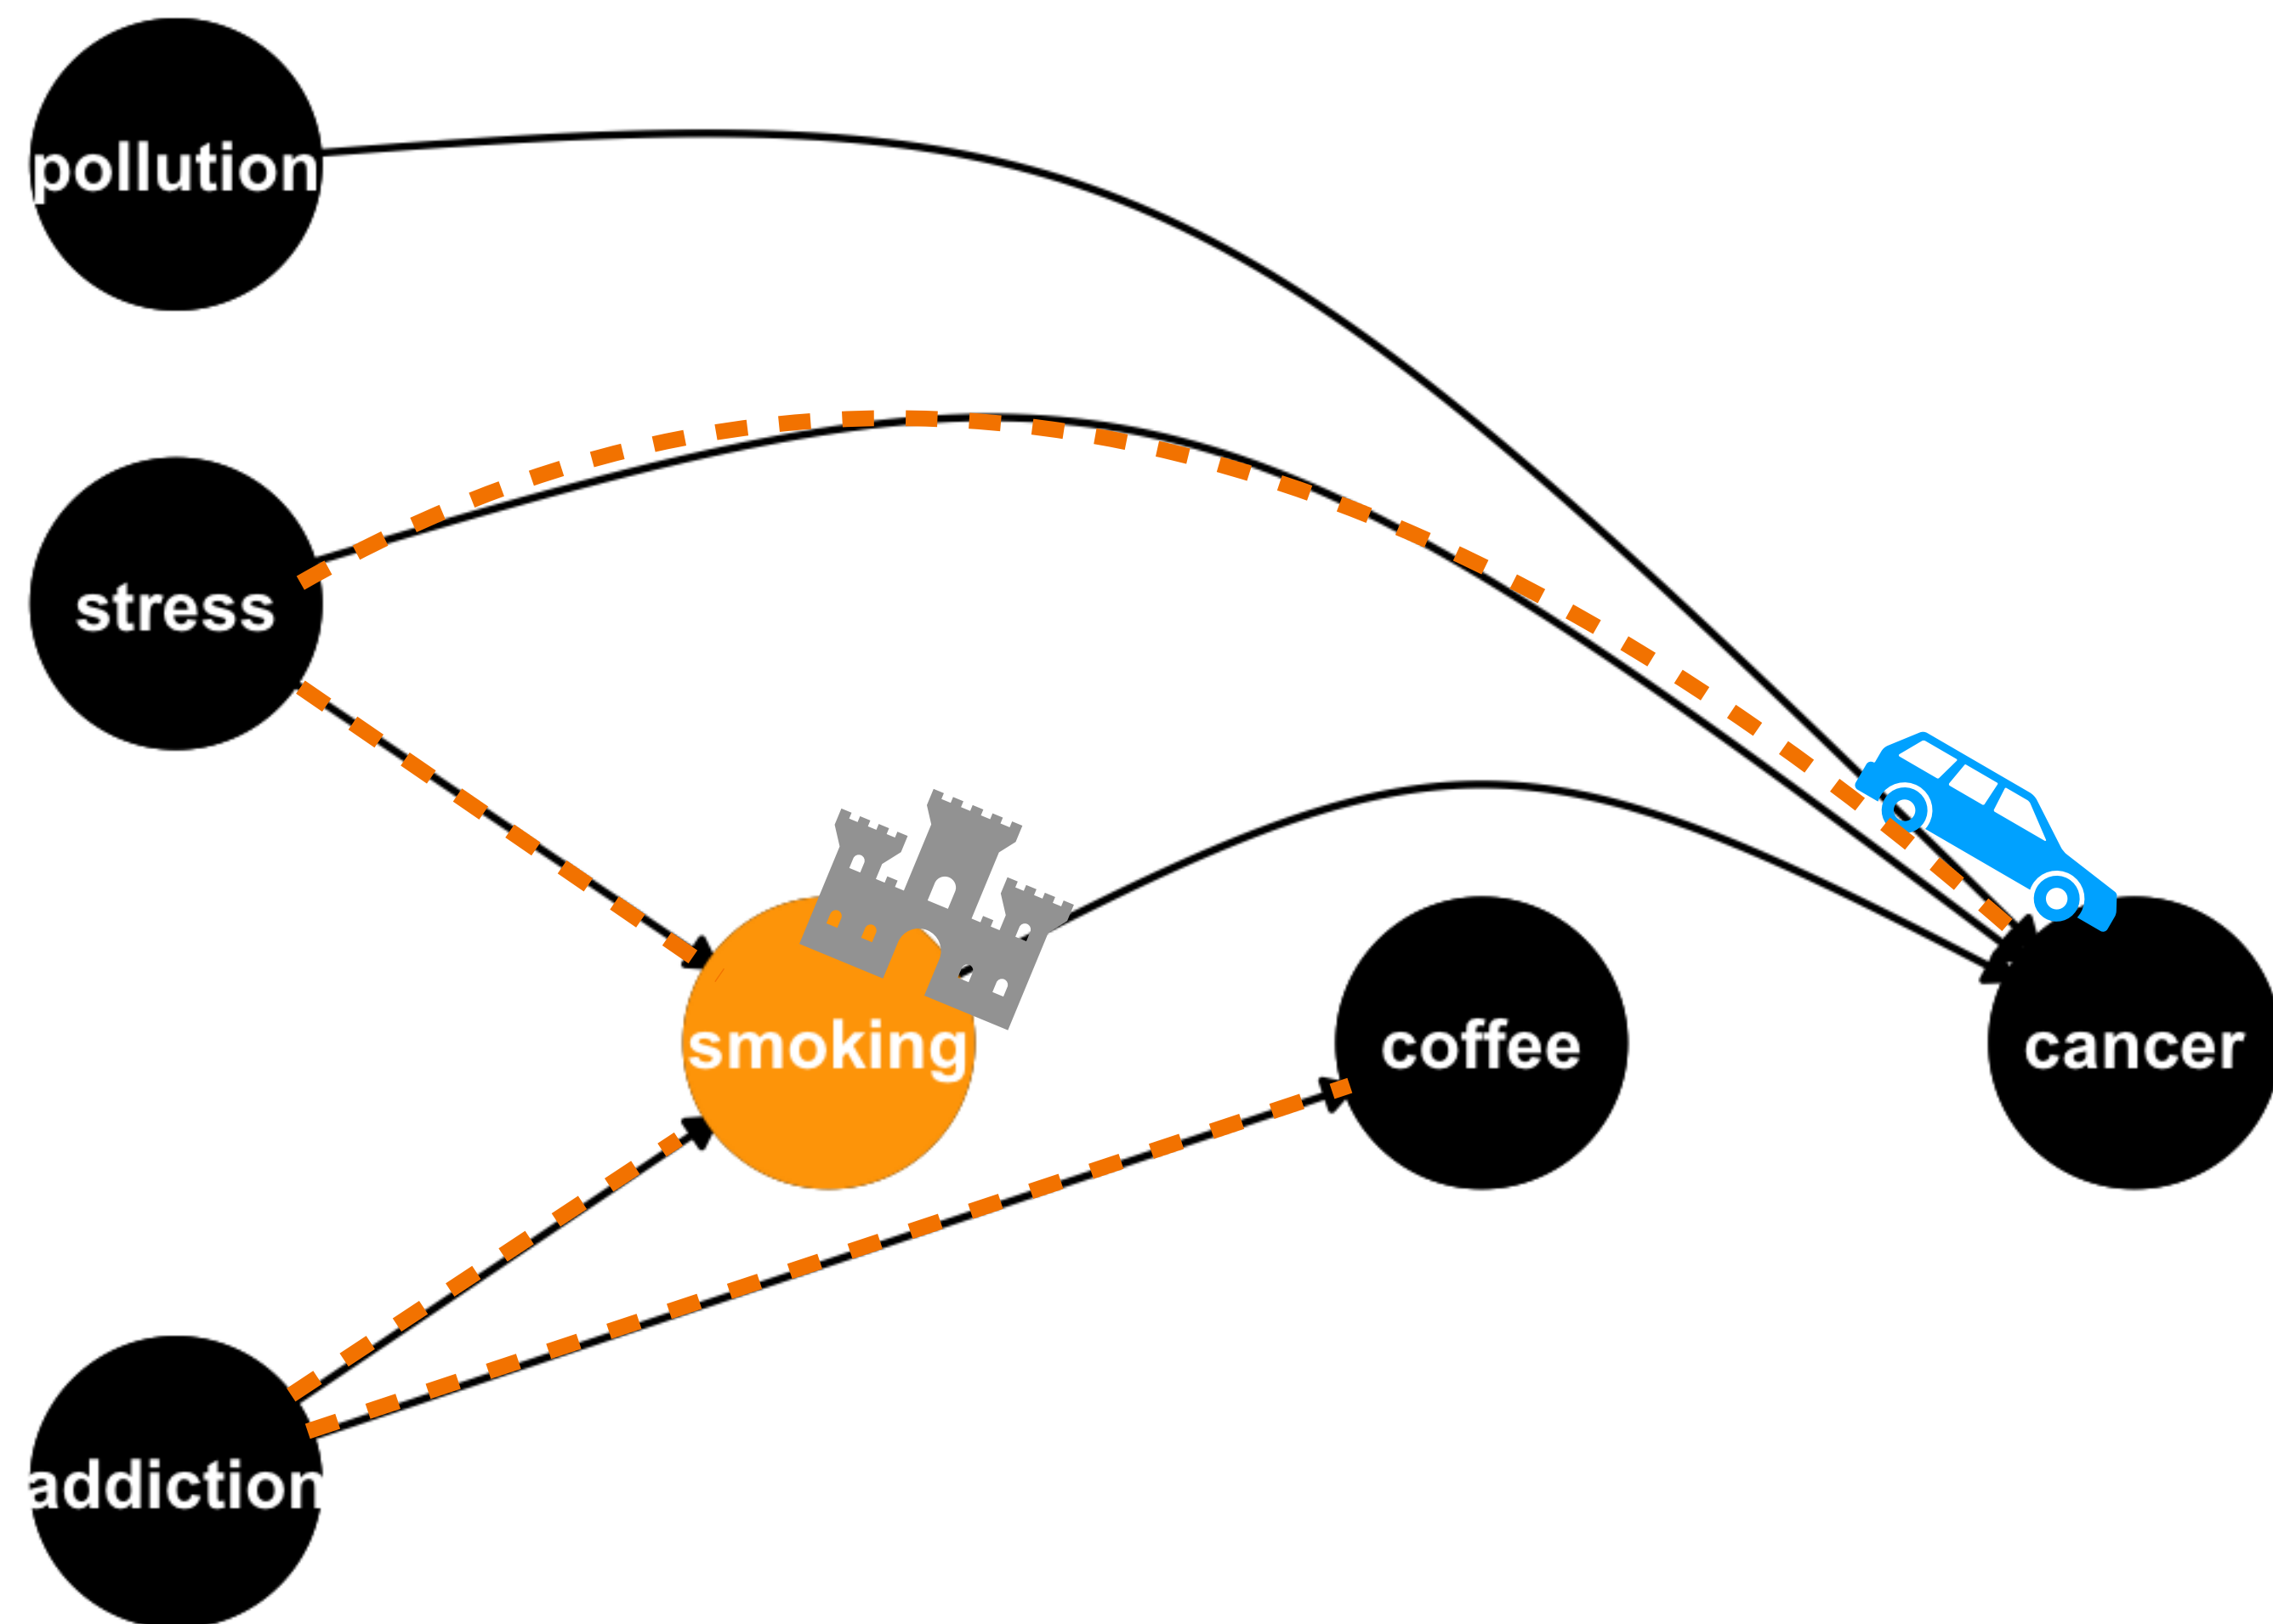 pollution
stress
smoking
coffee
cancer
addiction